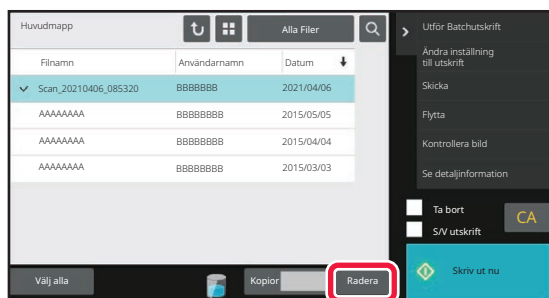 Huvudmapp
Alla Filer
Filnamn Användarnamn Datum
Scan_20210406_085320 BBBBBBB 2021/04/06
AAAAAAAA BBBBBBBB 2015/05/05
AAAAAAAA BBBBBBBB 2015/04/04
AAAAAAAA BBBBBBBB 2015/03/03
Välj alla
Kopior
Radera
Utför Batchutskrift
Ändra inställning
till utskrift
Skicka
Flytta
Kontrollera bild
Se detaljinformation
Ta bort
S/V utskrift
CA
Skriv ut nu